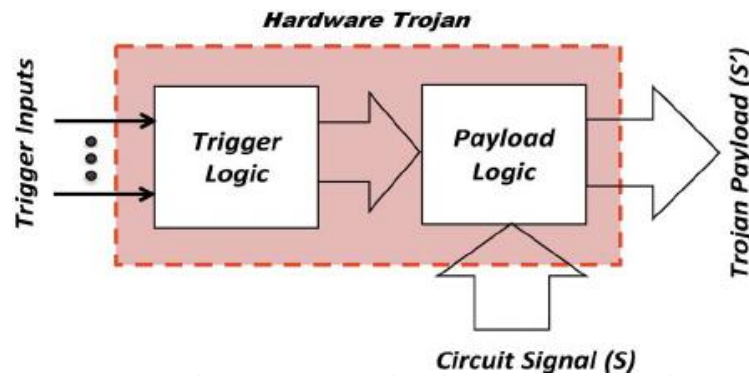 Hardware Trojan
Trigger Inputs
Trigger
Logic
Payload
Logic
Trojan Payload (S')
Circuit Signal (S)